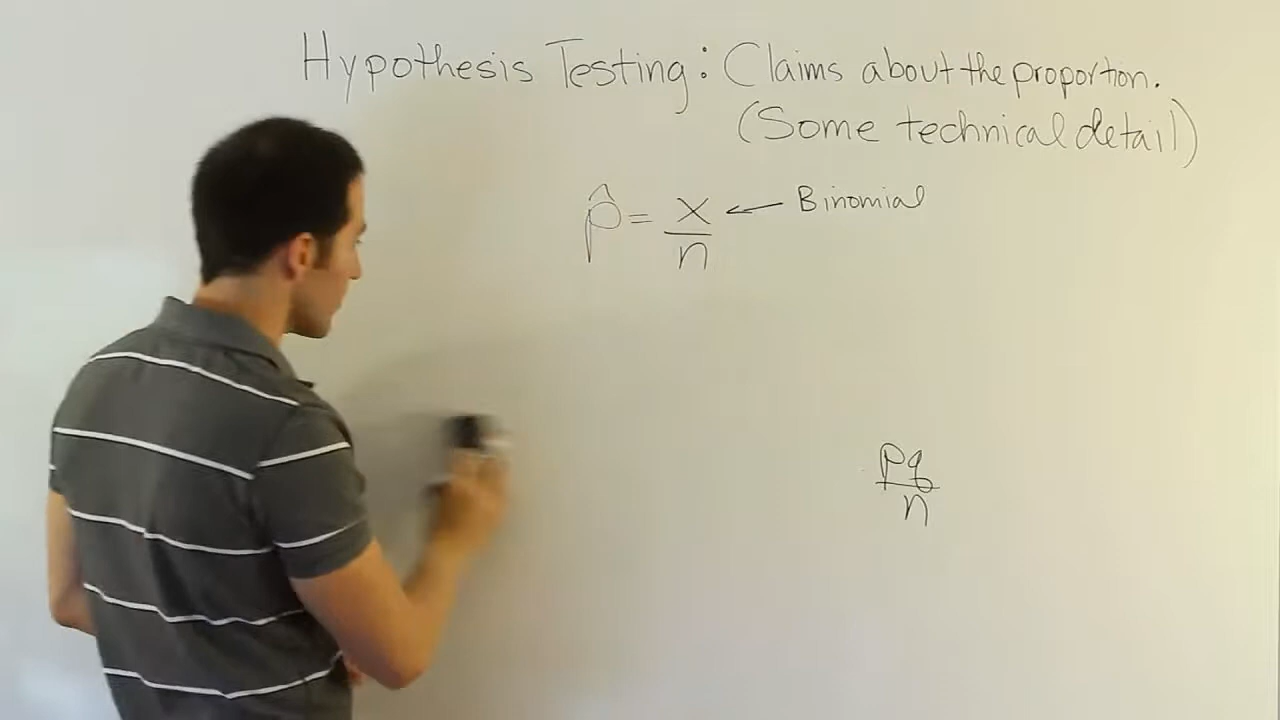 Hypothesis Testing: Claims about the proportion.
(Some technical detail)
p̂ = x/n ← Binomial
pq/n